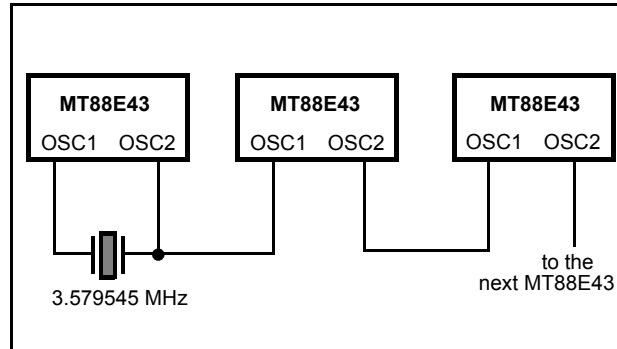 MT88E43 MT88E43 MT88E43
OSC1 OSC2 OSC1 OSC2 OSC1 OSC2
3.579545 MHz
to the
next MT88E43